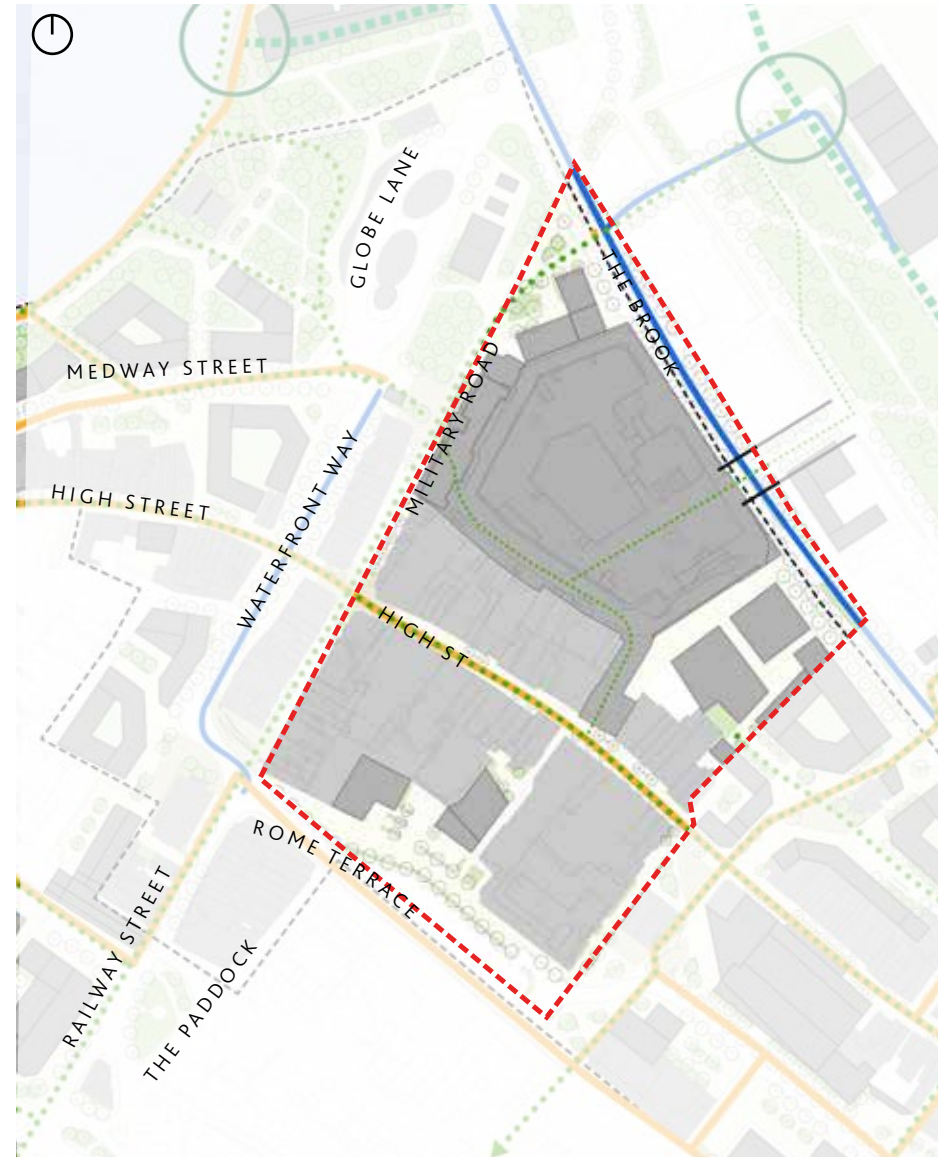 GLOBE LANE
THE BROOK
MEDWAY STREET
MILITARY ROAD
HIGH STREET
WATERFRONT WAY
HIGH ST
ROME TERRACE
RAILWAY STREET
THE PADDOCK